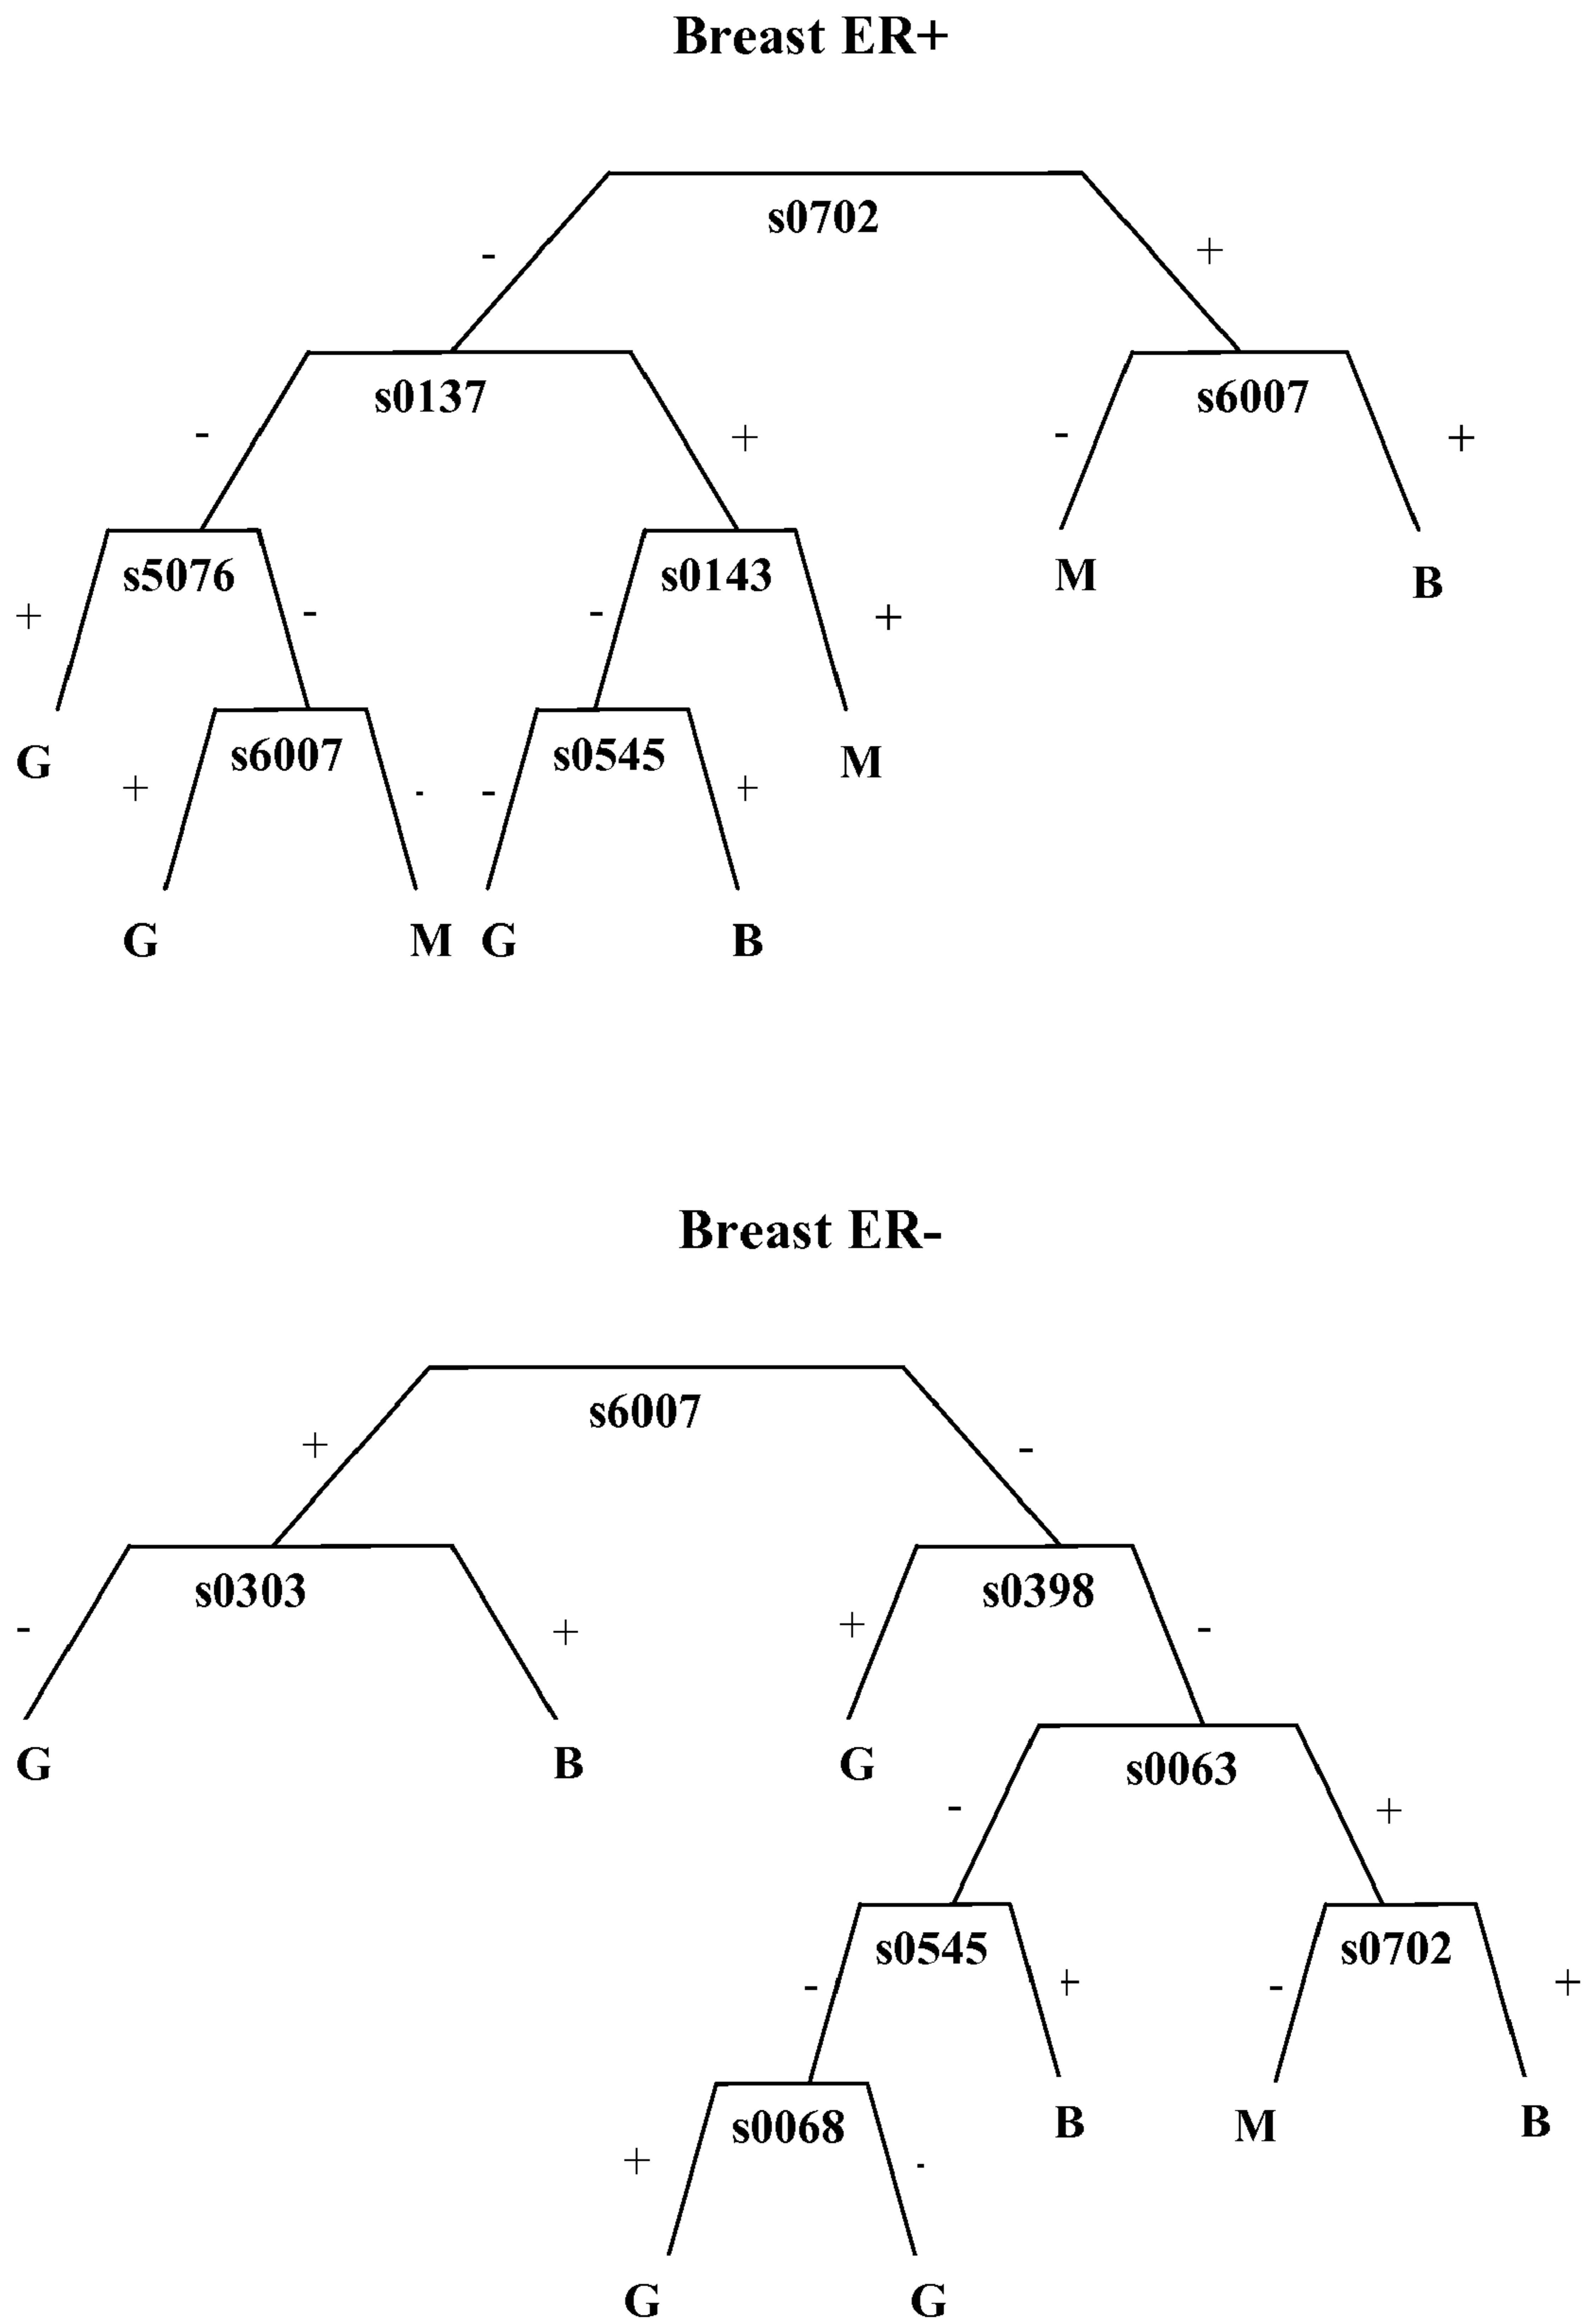 Breast ER+
s0702
- +
s0137 s6007
- + - +
s5076 s0143 M B
+ - - +
G s6007 s0545 M
+ - - +
G M G B
Breast ER-
s6007
+ -
s0303 s0398
- + + -
G B G s0063
- +
s0545 s0702
- + - +
s0068 B M B
+ -
G G